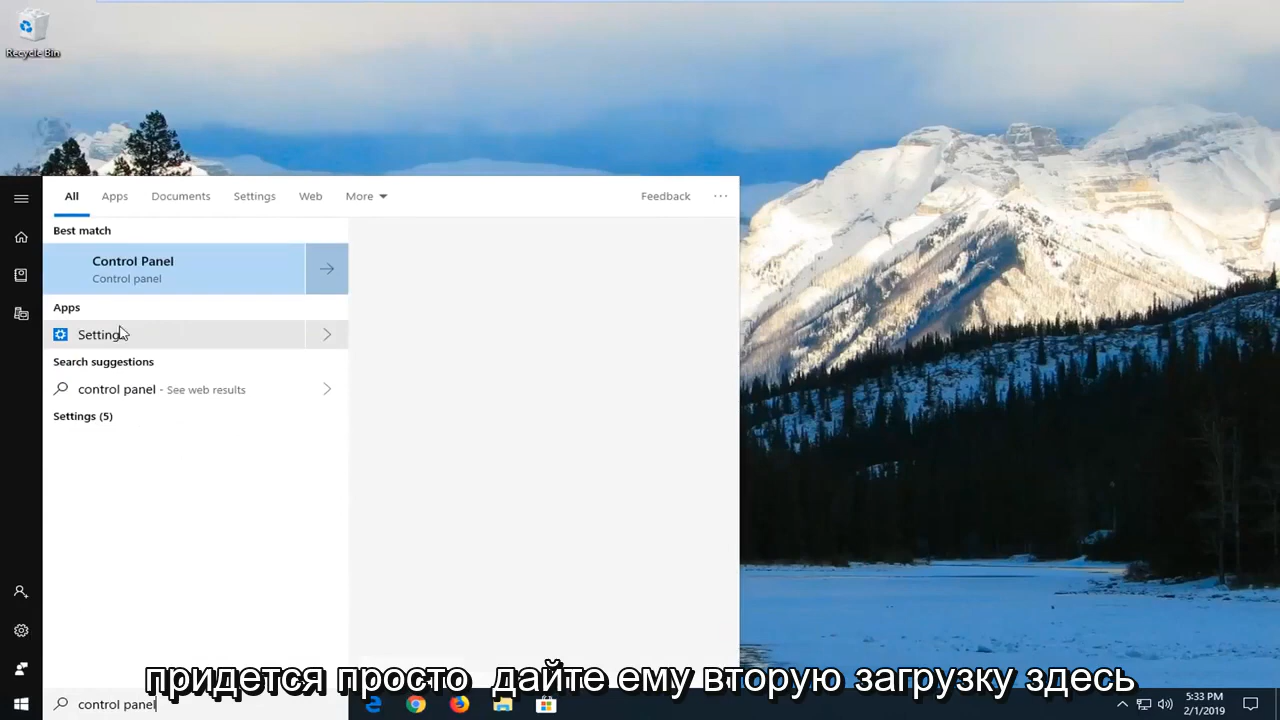 Recycle Bin
All Apps Documents Settings Web More Feedback
Best match
Control Panel
Control panel
Apps
Settings
Search suggestions
control panel - See web results
Settings (5)
придется просто дайте ему вторую загрузку здесь
control panel
5:33 PM
2/1/2019